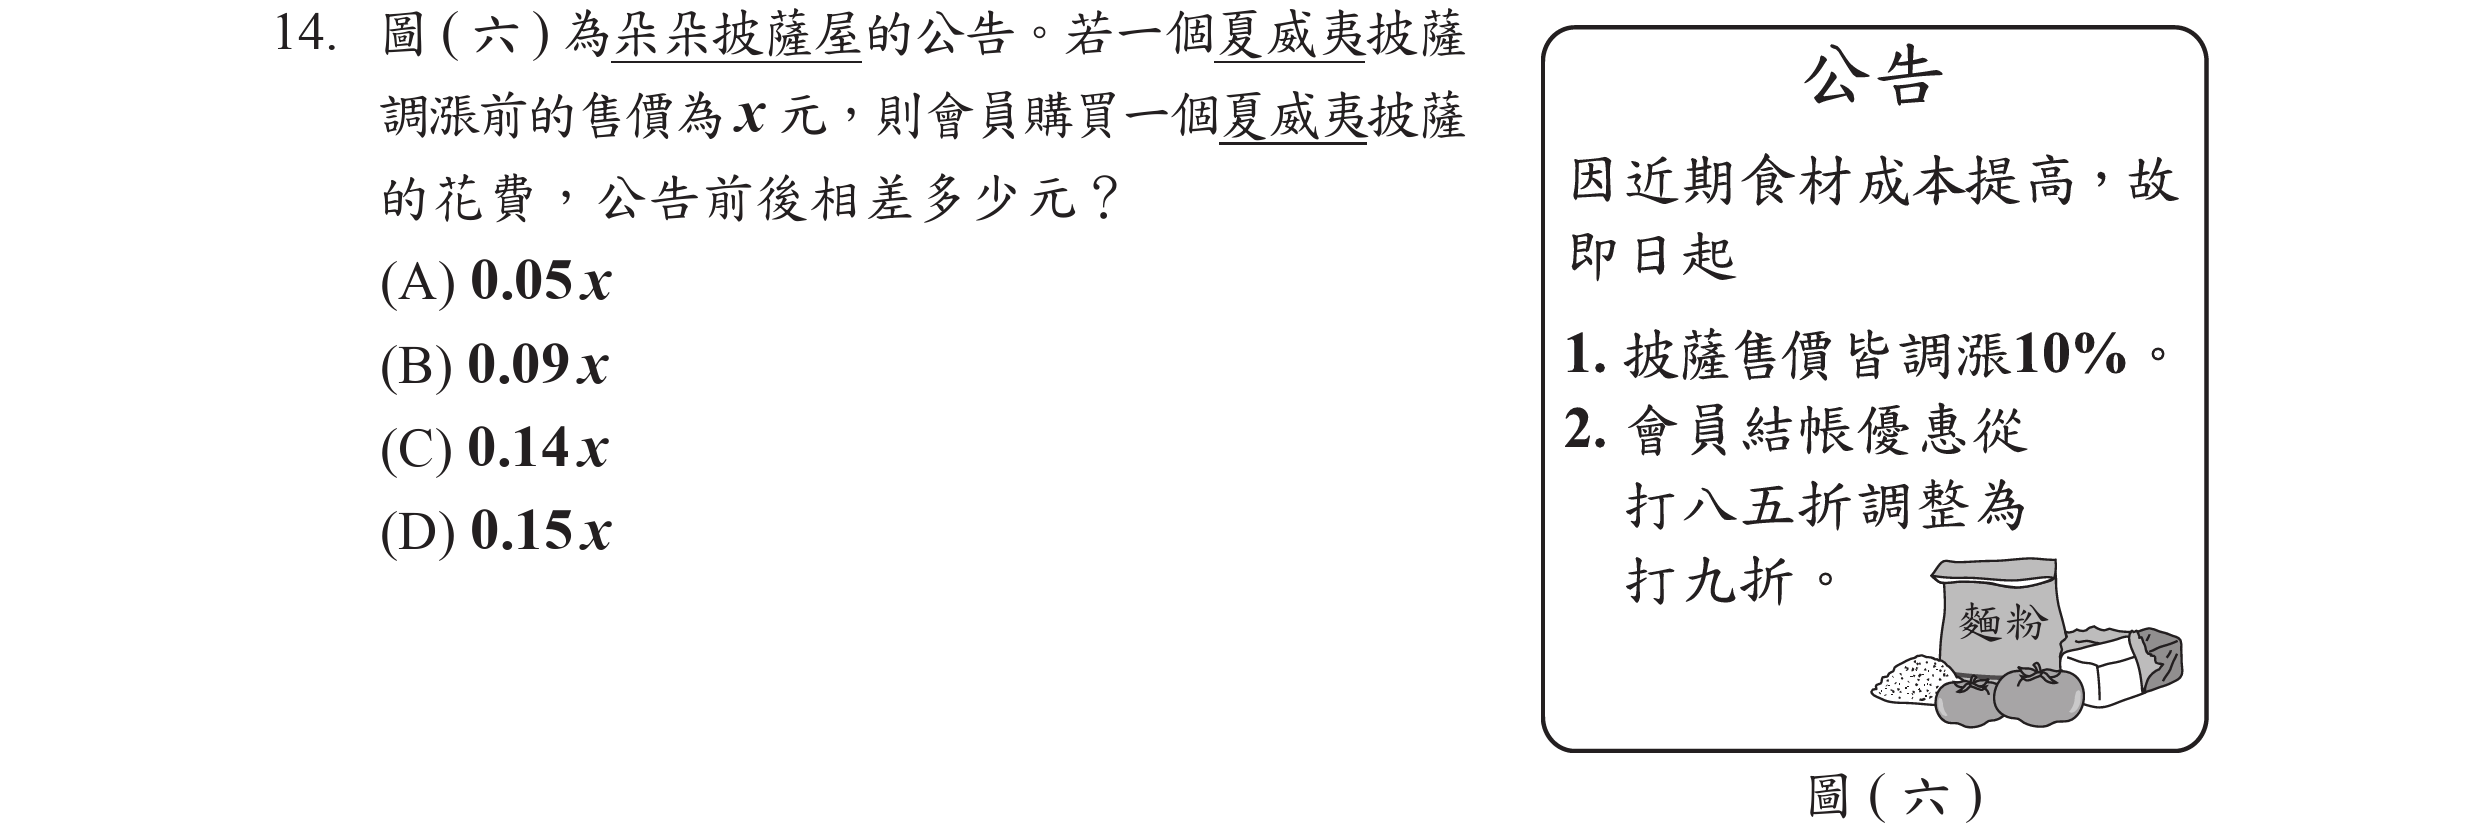 14. 圖(六)為朵朵披薩屋的公告。若一個夏威夷披薩
調漲前的售價為 x 元，則會員購買一個夏威夷披薩
的花費，公告前後相差多少元？
(A) 0.05x
(B) 0.09x
(C) 0.14x
(D) 0.15x
公告
因近期食材成本提高，故
即日起
1. 披薩售價皆調漲10%。
2. 會員結帳優惠從
打八五折調整為
打九折。
麵粉
圖(六)